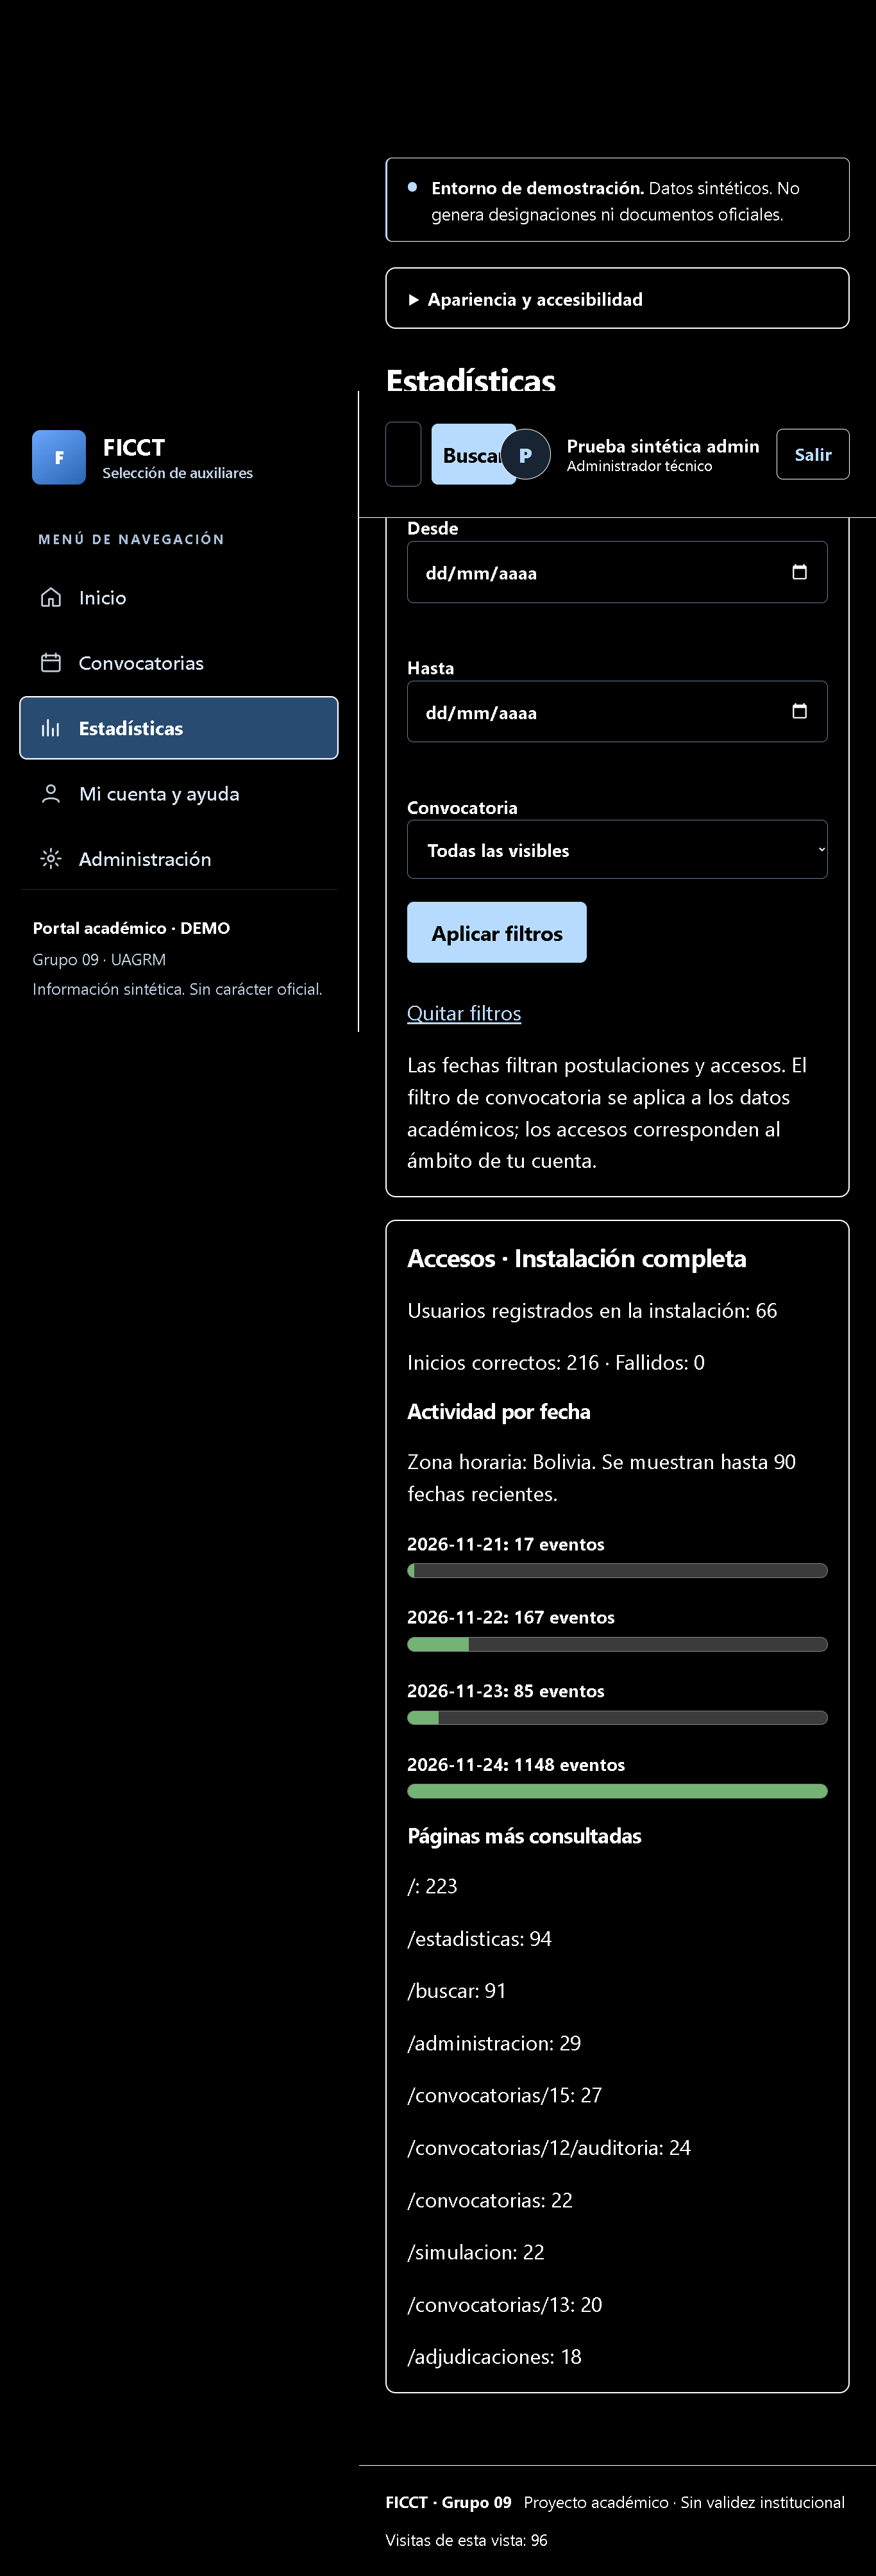 Entorno de demostración. Datos sintéticos. No
genera designaciones ni documentos oficiales.
Apariencia y accesibilidad
Estadísticas
F
FICCT
Selección de auxiliares
MENÚ DE NAVEGACIÓN
Inicio
Convocatorias
Estadísticas
Mi cuenta y ayuda
Administración
Portal académico · DEMO
Grupo 09 · UAGRM
Información sintética. Sin carácter oficial.
Buscar
P
Prueba sintética admin
Administrador técnico
Salir
Desde
dd/mm/aaaa
Hasta
dd/mm/aaaa
Convocatoria
Todas las visibles
Aplicar filtros
Quitar filtros
Las fechas filtran postulaciones y accesos. El
filtro de convocatoria se aplica a los datos
académicos; los accesos corresponden al
ámbito de tu cuenta.
Accesos · Instalación completa
Usuarios registrados en la instalación: 66
Inicios correctos: 216 · Fallidos: 0
Actividad por fecha
Zona horaria: Bolivia. Se muestran hasta 90
fechas recientes.
2026-11-21: 17 eventos
2026-11-22: 167 eventos
2026-11-23: 85 eventos
2026-11-24: 1148 eventos
Páginas más consultadas
/: 223
/estadisticas: 94
/buscar: 91
/administracion: 29
/convocatorias/15: 27
/convocatorias/12/auditoria: 24
/convocatorias: 22
/simulacion: 22
/convocatorias/13: 20
/adjudicaciones: 18
FICCT · Grupo 09 Proyecto académico · Sin validez institucional
Visitas de esta vista: 96